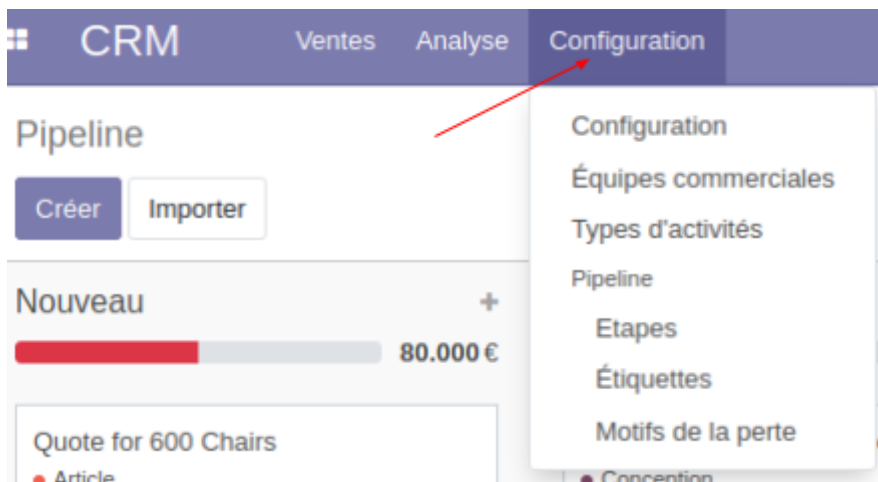 CRM Ventes Analyse Configuration
Pipeline
Créer Importer
Nouveau
80.000 €
Quote for 600 Chairs
Article
Configuration
Équipes commerciales
Types d'activités
Pipeline
Etapes
Étiquettes
Motifs de la perte
Conception